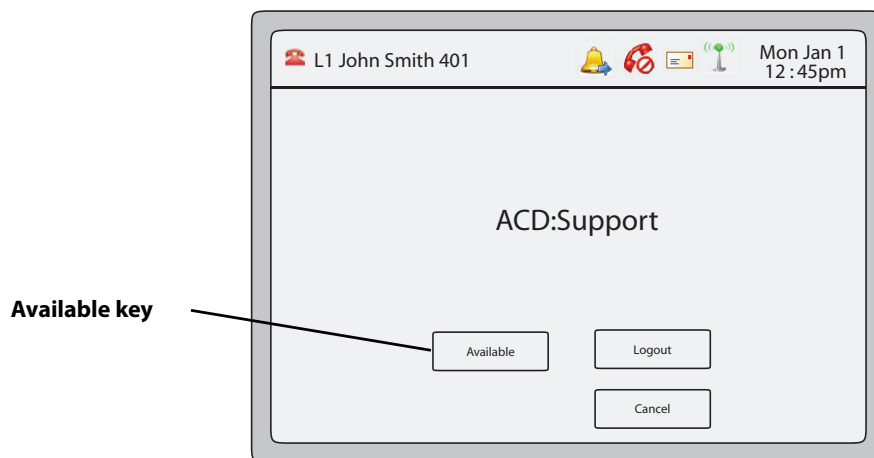 L1 John Smith 401
Mon Jan 1
12 :45pm
ACD:Support
Available key
Available
Logout
Cancel